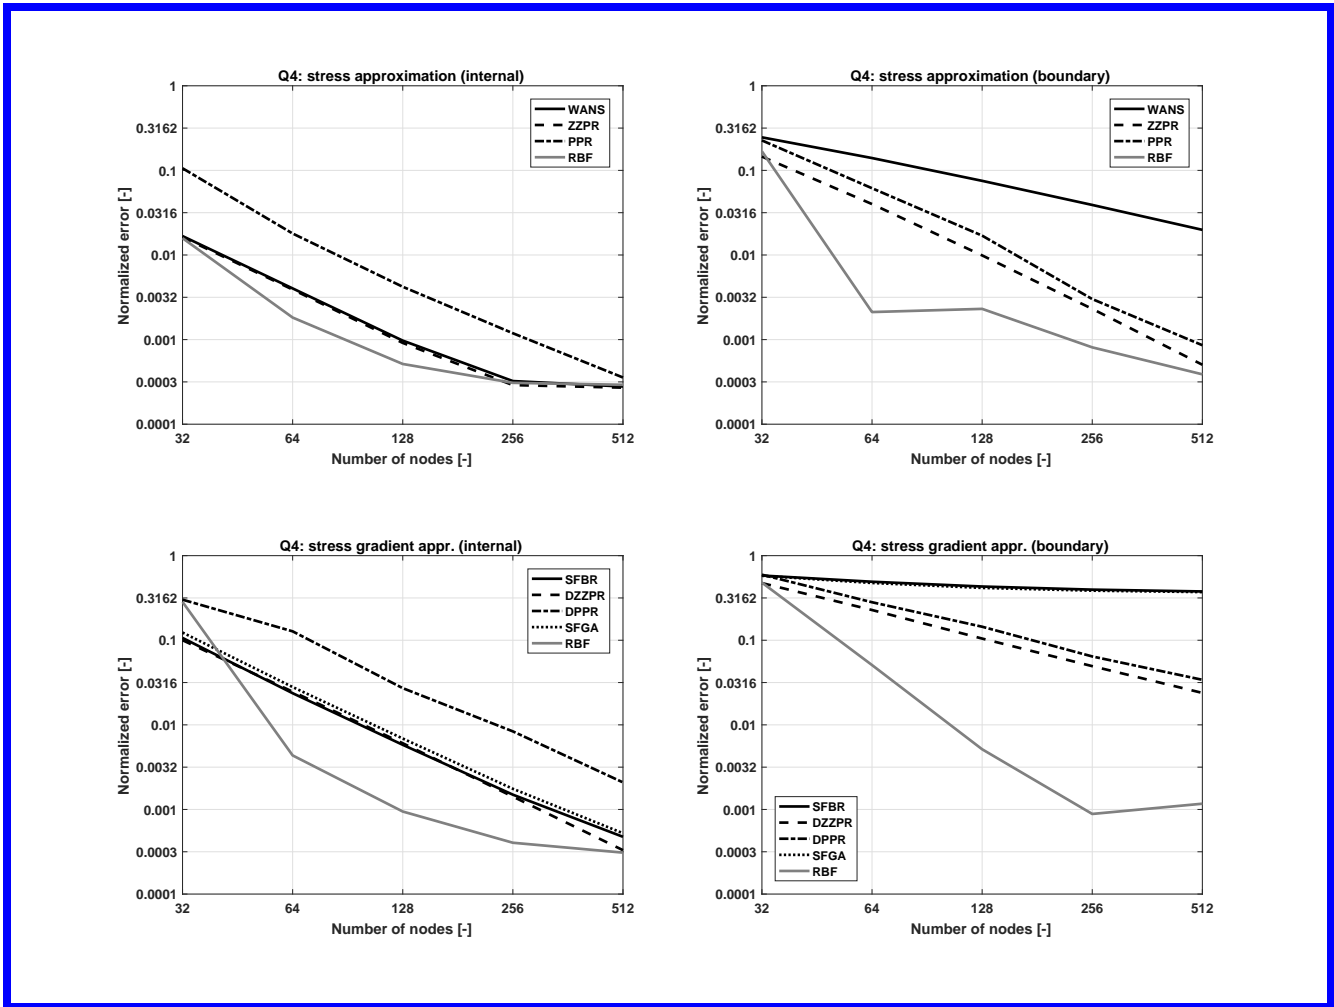 Q4: stress approximation (internal)
1
0.3162
0.1
0.0316
0.01
0.0032
0.001
0.0003
0.0001
Normalized error [-]
32 64 128 256 512
Number of nodes [-]
WANS
ZZPR
PPR
RBF
Q4: stress approximation (boundary)
1
0.3162
0.1
0.0316
0.01
0.0032
0.001
0.0003
0.0001
Normalized error [-]
32 64 128 256 512
Number of nodes [-]
WANS
ZZPR
PPR
RBF
Q4: stress gradient appr. (internal)
1
0.3162
0.1
0.0316
0.01
0.0032
0.001
0.0003
0.0001
Normalized error [-]
32 64 128 256 512
Number of nodes [-]
SFBR
DZZPR
DPPR
SFGA
RBF
Q4: stress gradient appr. (boundary)
1
0.3162
0.1
0.0316
0.01
0.0032
0.001
0.0003
0.0001
Normalized error [-]
32 64 128 256 512
Number of nodes [-]
SFBR
DZZPR
DPPR
SFGA
RBF